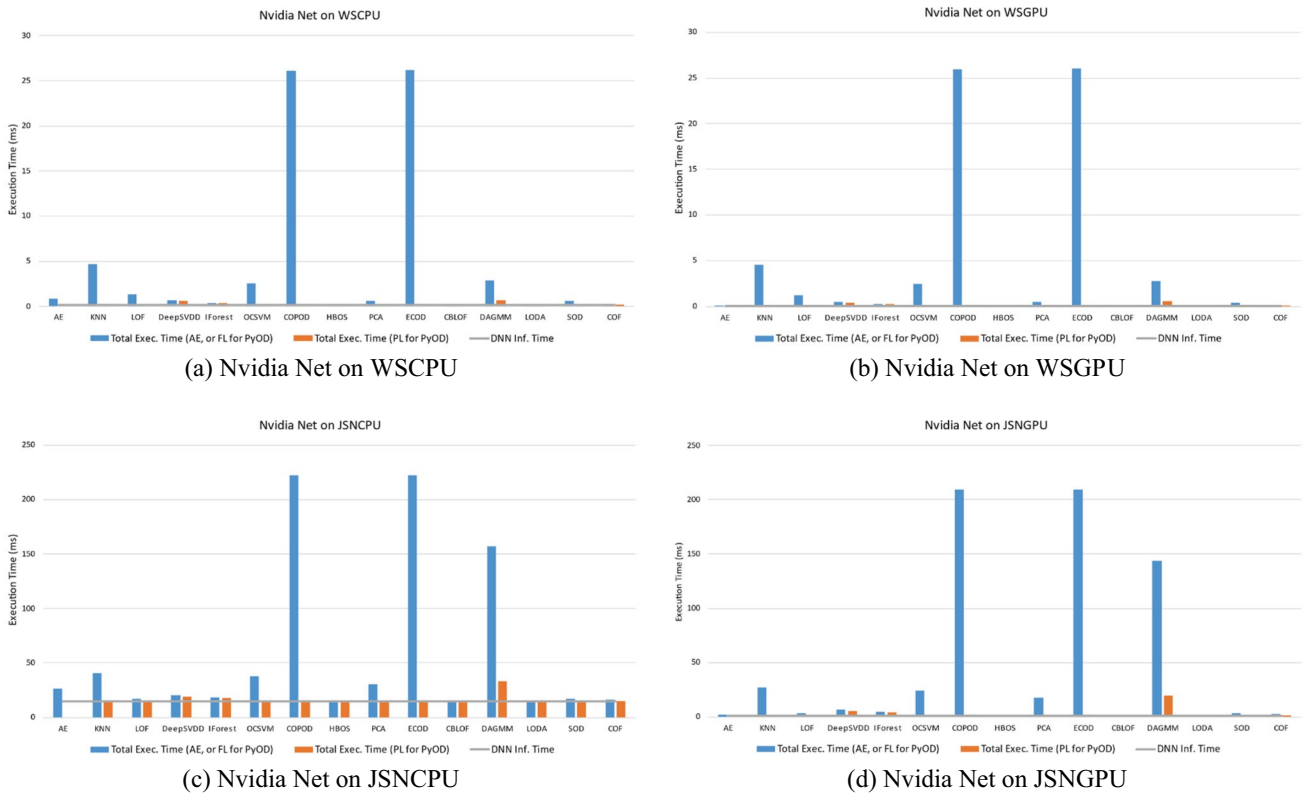 Nvidia Net on WSCPU
30
25
20
15
10
5
0
Execution Time (ms)
AE KNN LOF DeepSVDD IForest OCSVM COPOD HBOS PCA ECOD CBLOF DAGMM LODA SOD COF
Total Exec. Time (AE, or FL for PyOD) Total Exec. Time (PL for PyOD) DNN Inf. Time
(a) Nvidia Net on WSCPU
Nvidia Net on WSGPU
30
25
20
15
10
5
0
Execution Time (ms)
AE KNN LOF DeepSVDD IForest OCSVM COPOD HBOS PCA ECOD CBLOF DAGMM LODA SOD COF
Total Exec. Time (AE, or FL for PyOD) Total Exec. Time (PL for PyOD) DNN Inf. Time
(b) Nvidia Net on WSGPU
Nvidia Net on JSNCPU
250
200
150
100
50
0
Execution Time (ms)
AE KNN LOF DeepSVDD IForest OCSVM COPOD HBOS PCA ECOD CBLOF DAGMM LODA SOD COF
Total Exec. Time (AE, or FL for PyOD) Total Exec. Time (PL for PyOD) DNN Inf. Time
(c) Nvidia Net on JSNCPU
Nvidia Net on JSNGPU
250
200
150
100
50
0
Execution Time (ms)
AE KNN LOF DeepSVDD IForest OCSVM COPOD HBOS PCA ECOD CBLOF DAGMM LODA SOD COF
Total Exec. Time (AE, or FL for PyOD) Total Exec. Time (PL for PyOD) DNN Inf. Time
(d) Nvidia Net on JSNGPU